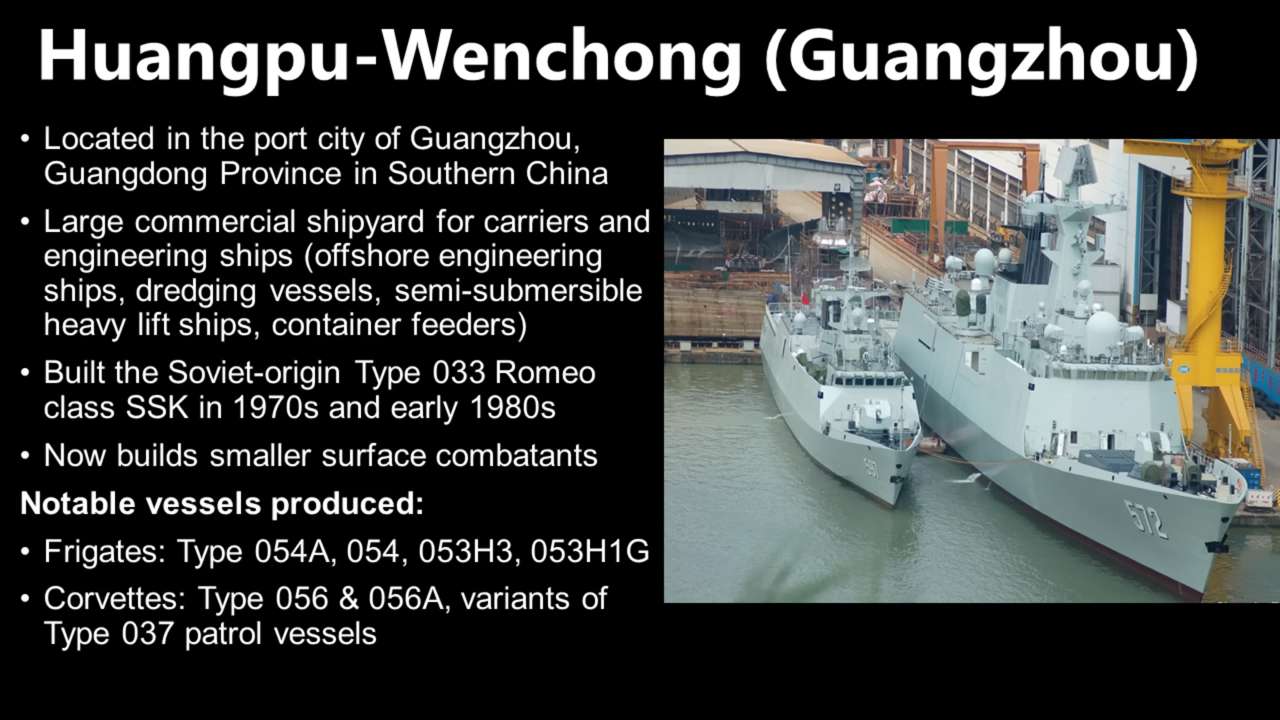 Huangpu-Wenchong (Guangzhou)
• Located in the port city of Guangzhou,
Guangdong Province in Southern China
• Large commercial shipyard for carriers and
engineering ships (offshore engineering
ships, dredging vessels, semi-submersible
heavy lift ships, container feeders)
• Built the Soviet-origin Type 033 Romeo
class SSK in 1970s and early 1980s
• Now builds smaller surface combatants
Notable vessels produced:
• Frigates: Type 054A, 054, 053H3, 053H1G
• Corvettes: Type 056 & 056A, variants of
Type 037 patrol vessels
572